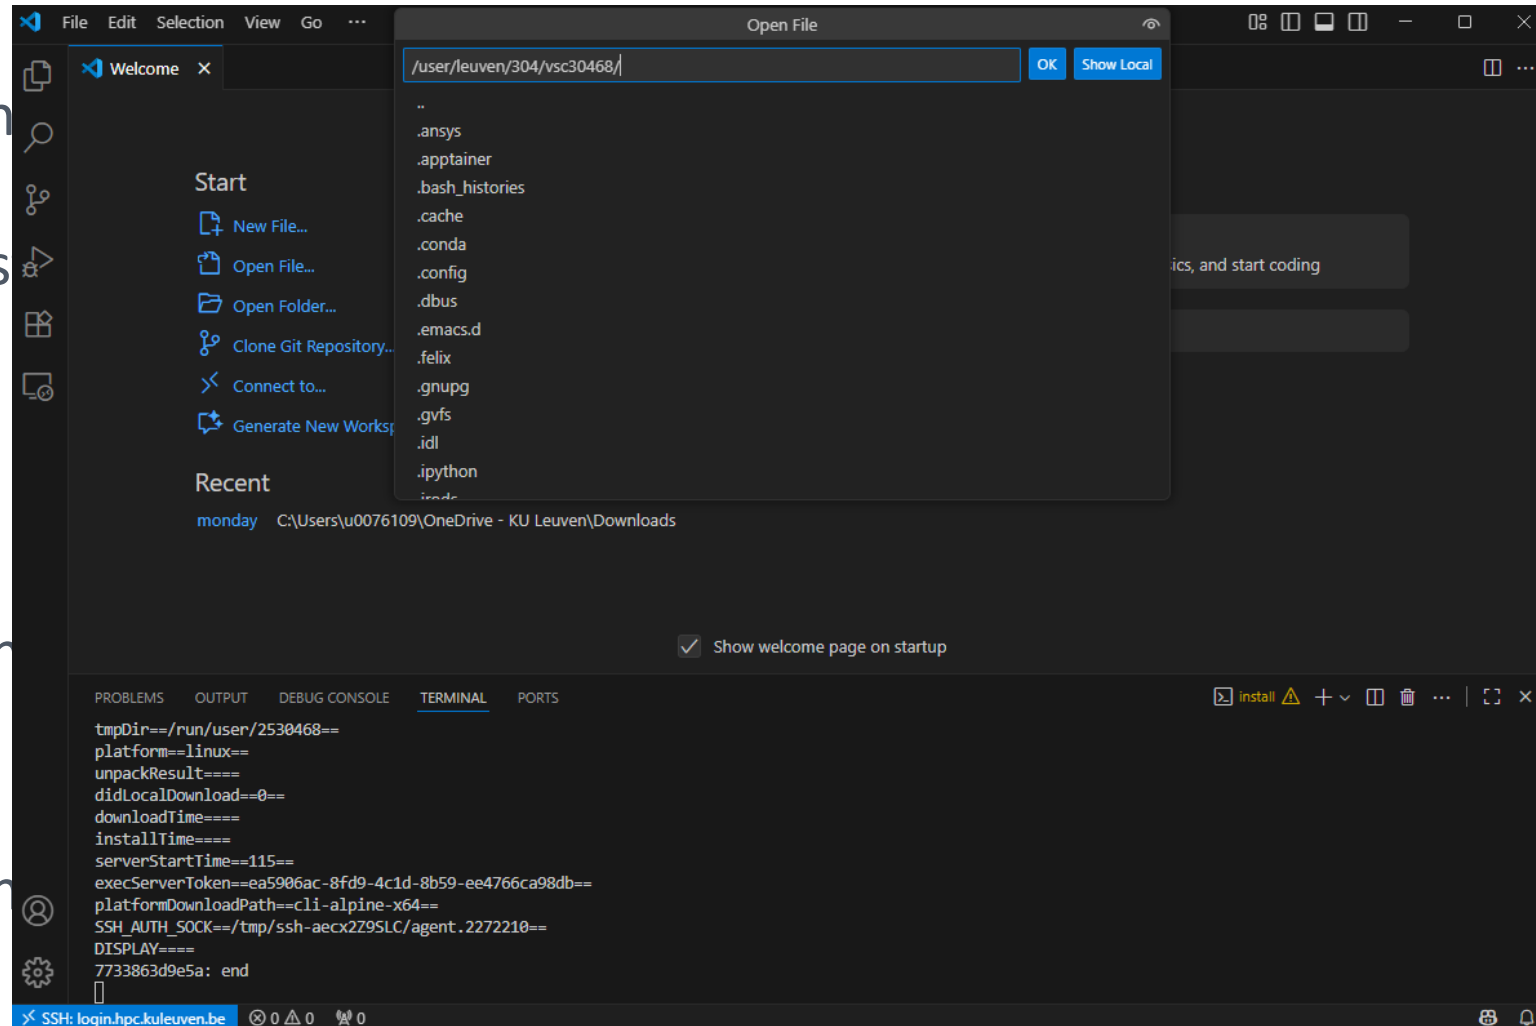 File Edit Selection View Go ···
Open File
Welcome
/user/leuven/304/vsc30468/
OK
Show Local
..
.ansys
.apptainer
.bash_histories
.cache
.conda
.config
.dbus
.emacs.d
.felix
.gnupg
.gvfs
.idl
.ipython
Start
New File...
Open File...
Open Folder...
Clone Git Repository...
Connect to...
Generate New
ics, and start coding
Recent
monday C:\Users\u0076109\OneDrive - KU Leuven\Downloads
Show welcome page on startup
PROBLEMS OUTPUT DEBUG CONSOLE TERMINAL PORTS
install
tmpDir==/run/user/2530468==
platform==linux==
unpackResult====
didLocalDownload==0==
downloadTime====
installTime====
serverStartTime==115==
execServerToken==ea5906ac-8fd9-4c1d-8b59-ee4766ca98db==
platformDownloadPath==cli-alpine-x64==
SSH_AUTH_SOCK==/tmp/ssh-aecx2Z9SLC/agent.2272210==
DISPLAY====
7733863d9e5a: end
SSH: login.hpc.kuleuven.be 0 0 0